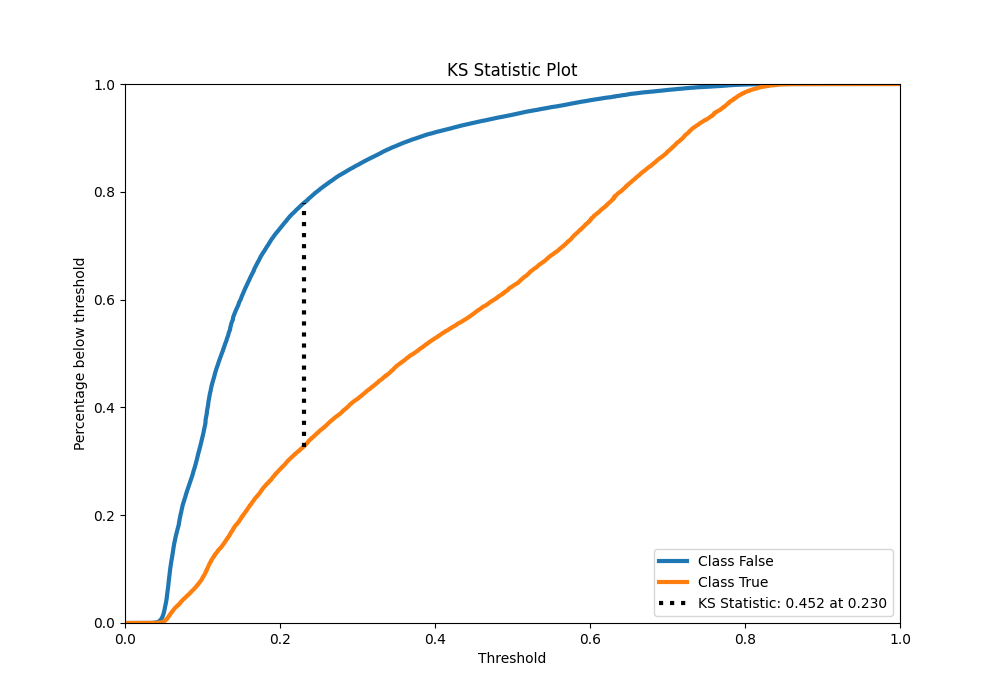 KS Statistic Plot
1.0
0.8
0.6
0.4
0.2
0.0
Percentage below threshold
0.0 0.2 0.4 0.6 0.8 1.0
Threshold
Class False
Class True
KS Statistic: 0.452 at 0.230